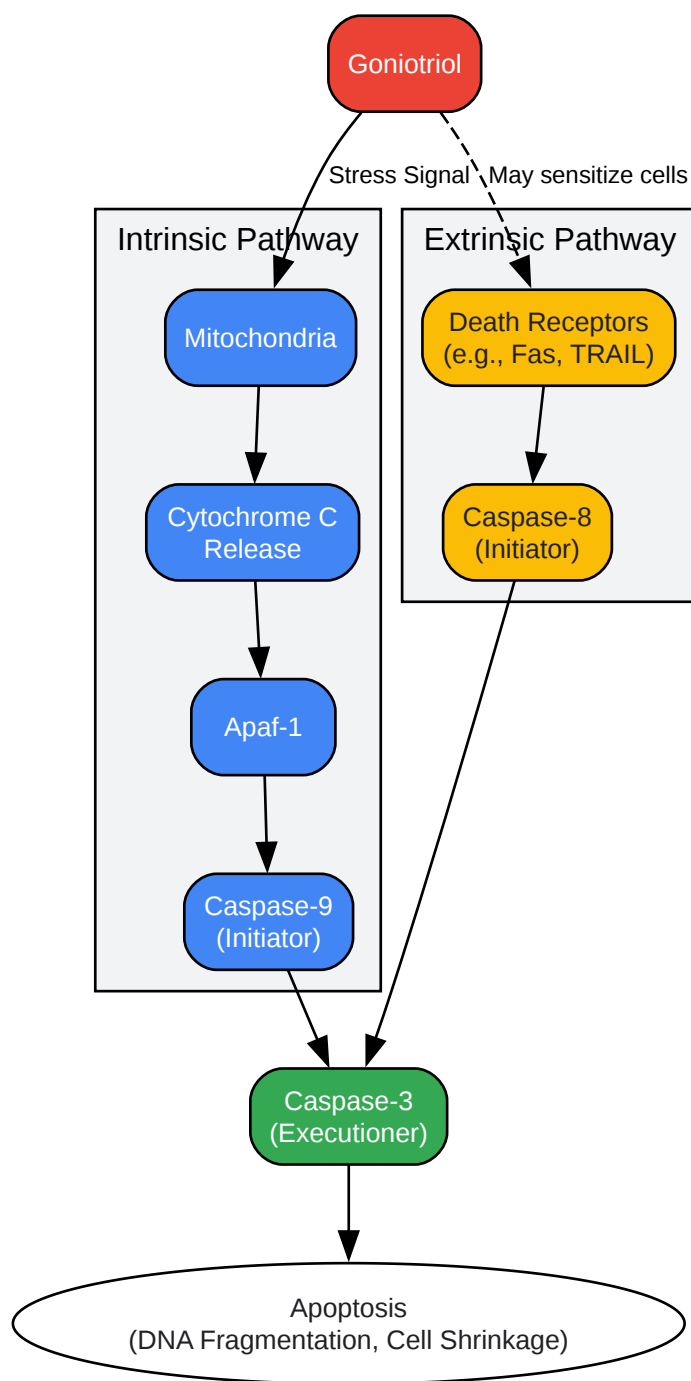 Goniotriol
Stress Signal
May sensitize cells
Intrinsic Pathway
Extrinsic Pathway
Mitochondria
Death Receptors
(e.g., Fas, TRAIL)
Cytochrome C
Release
Caspase-8
(Initiator)
Apaf-1
Caspase-9
(Initiator)
Caspase-3
(Executioner)
Apoptosis
(DNA Fragmentation, Cell Shrinkage)